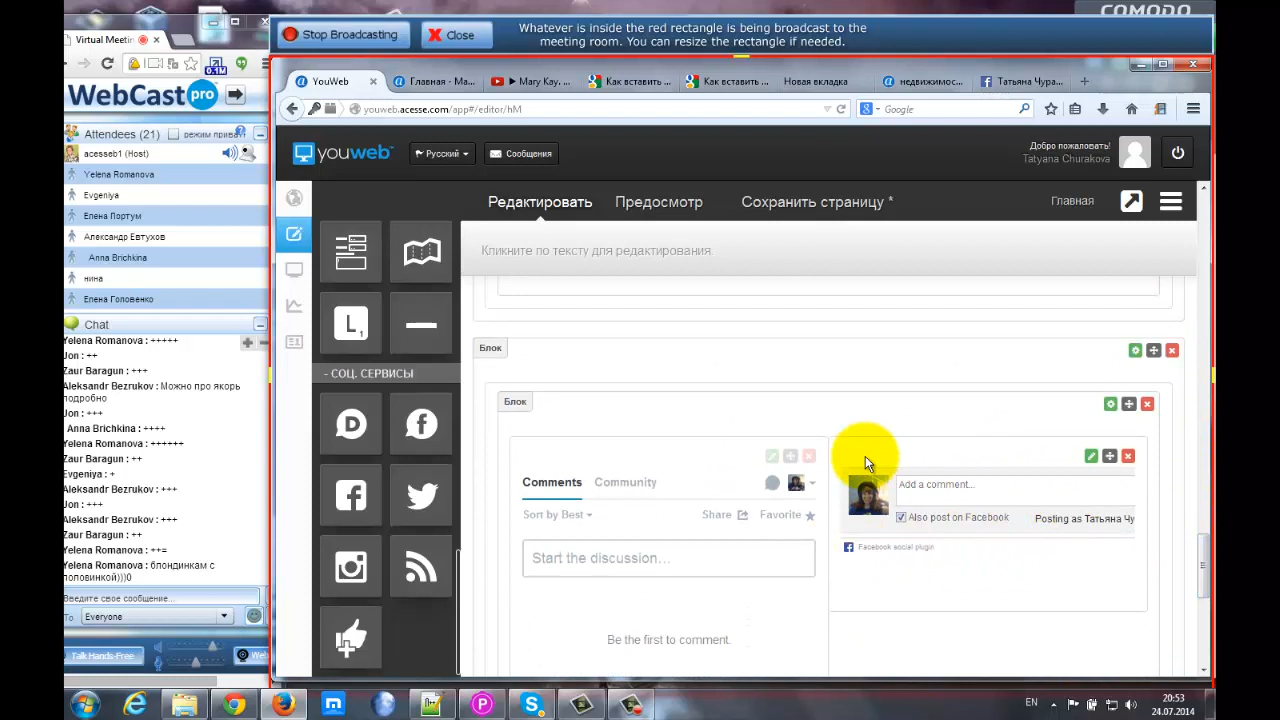 COMODO
Stop Broadcasting
Close
Whatever is inside the red rectangle is being broadcast to the
meeting room. You can resize the rectangle if needed.
Virtual Meeti
YouWeb
Главная - Ma...
Mary Kay, ...
Как вставить ...
Как вставить ...
Новая вкладка
недвижимос...
Татьяна Чура...
0.1M
youweb.acesse.com/app#/editor/hM
Google
WebCast pro
Attendees (21)
acesseb1 (Host)
Yelena Romanova
Evgeniya
Елена Портум
Александр Евтухов
Anna Brichkina
нина
Елена Головенко
Chat
Yelena Romanova : +++++
Jon : ++
Zaur Baragun : +++
Aleksandr Bezrukov : Можно про якорь
подробно
Jon : +++
Anna Brichkina : ++++
Yelena Romanova : ++++++
Zaur Baragun : ++
Evgeniya : +
Yelena Romanova : +++
Jon : +++
Aleksandr Bezrukov : +++
Zaur Baragun : ++
Yelena Romanova : ++=
Yelena Romanova : блондинкам с
половинкой)))0
Введите свое сообщение...
To
Everyone
Talk Hands-Free
youweb
Русский
Сообщения
Добро пожаловать!
Tatyana Churakova
Редактировать
Предосмотр
Сохранить страницу *
Главная
Кликните по тексту для редактирования.
L1
- СОЦ. СЕРВИСЫ
Блок
Блок
Comments
Community
Sort by Best
Share
Favorite
Start the discussion…
Be the first to comment.
Add a comment...
Also post on Facebook
Posting as Татьяна Чу
Facebook social plugin
EN
20:53
24.07.2014